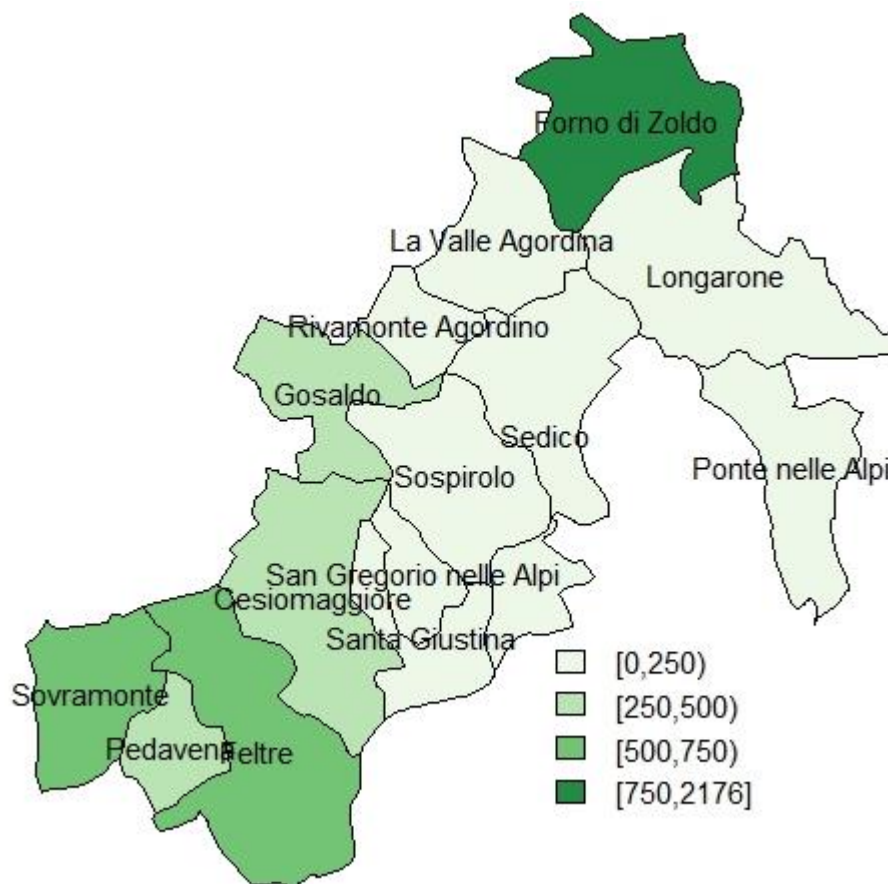 Forno di Zoldo
La Valle Agordina
Longarone
Rivamonte Agordino
Gosaldo
Sedico
Sospirolo
Ponte nelle Alpi
San Gregorio nelle Alpi
Cesiomaggiore
Santa Giustina
Sovramonte
Pedavena
Feltre
[0,250)
[250,500)
[500,750)
[750,2176]